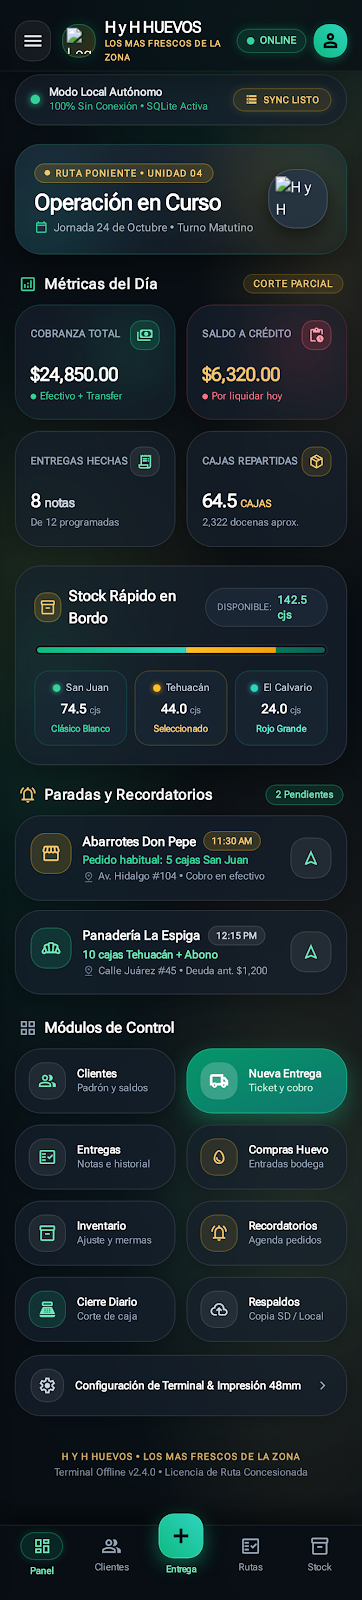 H y H HUEVOS
LOS MAS FRESCOS DE LA
ZONA
ONLINE
Modo Local Autónomo
100% Sin Conexión • SQLite Activa
SYNC LISTO
RUTA PONIENTE • UNIDAD 04
Operación en Curso
Jornada 24 de Octubre • Turno Matutino
H y
H
Métricas del Día
CORTE PARCIAL
COBRANZA TOTAL
$24,850.00
Efectivo + Transfer
SALDO A CRÉDITO
$6,320.00
Por liquidar hoy
ENTREGAS HECHAS
8 notas
De 12 programadas
CAJAS REPARTIDAS
64.5 CAJAS
2,322 docenas aprox.
Stock Rápido en
Bordo
DISPONIBLE: 142.5
cjs
San Juan
74.5 cjs
Clásico Blanco
Tehuacán
44.0 cjs
Seleccionado
El Calvario
24.0 cjs
Rojo Grande
Paradas y Recordatorios
2 Pendientes
Abarrotes Don Pepe 11:30 AM
Pedido habitual: 5 cajas San Juan
Av. Hidalgo #104 • Cobro en efectivo
Panadería La Espiga 12:15 PM
10 cajas Tehuacán + Abono
Calle Juárez #45 • Deuda ant. $1,200
Módulos de Control
Clientes
Padrón y saldos
Nueva Entrega
Ticket y cobro
Entregas
Notas e historial
Compras Huevo
Entradas bodega
Inventario
Ajuste y mermas
Recordatorios
Agenda pedidos
Cierre Diario
Corte de caja
Respaldos
Copia SD / Local
Configuración de Terminal & Impresión 48mm
H Y H HUEVOS • LOS MAS FRESCOS DE LA ZONA
Terminal Offline v2.4.0 • Licencia de Ruta Concesionada
Panel
Clientes
Entrega
Rutas
Stock